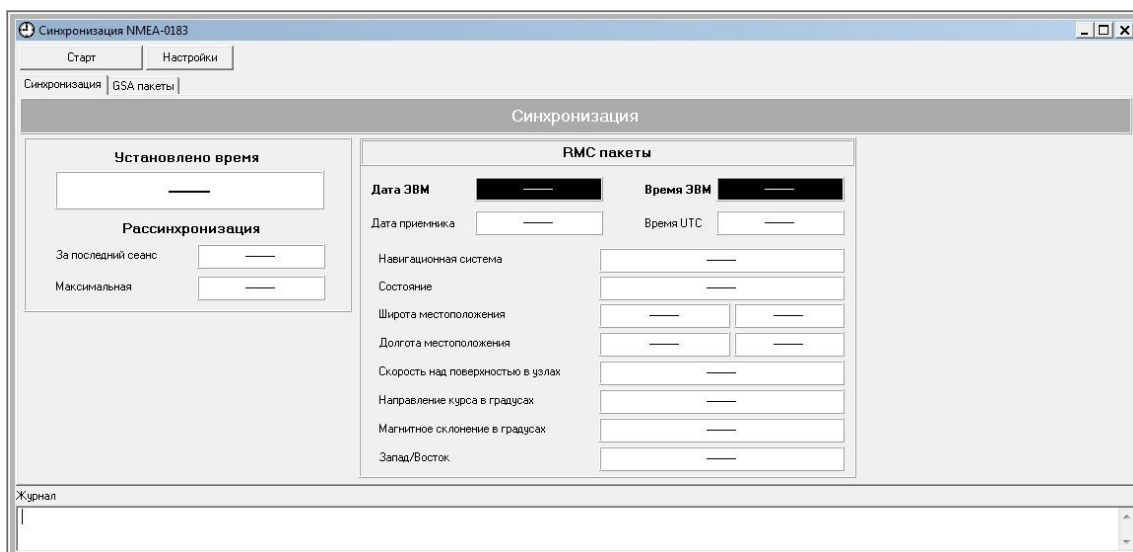 Синхронизация NMEA-0183
Старт Настройки
Синхронизация GSA пакеты
Синхронизация
Установлено время
———
Рассинхронизация
За последний сеанс ———
Максимальная ———
RMC пакеты
Дата ЭВМ ——— Время ЭВМ ———
Дата приемника ——— Время UTC ———
Навигационная система ———
Состояние ———
Широта местоположения ——— ———
Долгота местоположения ——— ———
Скорость над поверхностью в узлах ———
Направление курса в градусах ———
Магнитное склонение в градусах ———
Запад/Восток ———
Журнал